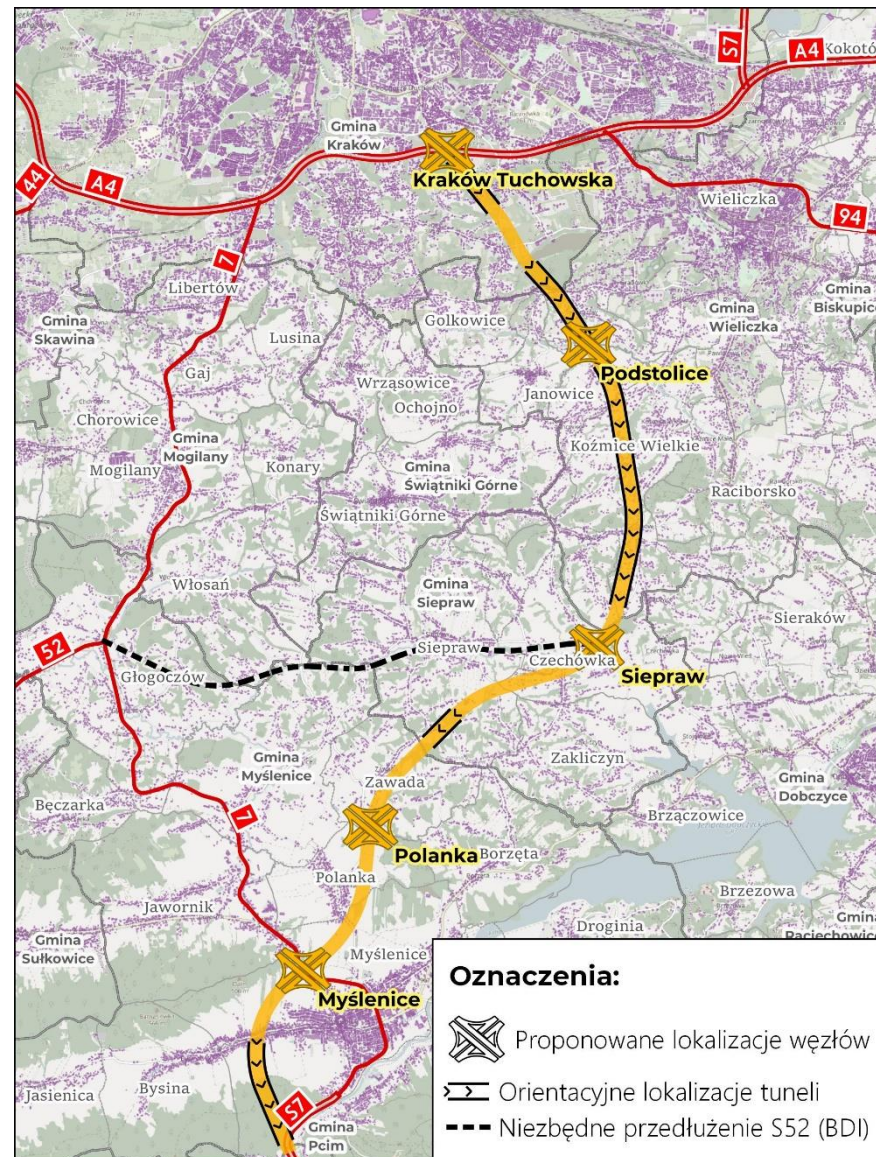 S7
A4
Kokotó
Gmina
Kraków
Kraków Tuchowska
44
A4
Wieliczka
94
7
Libertów
Gmina
Skawina
Lusina
Golkowice
Gmina
Wieliczka
Gmina
Biskupice
Gaj
Wrząsowice
Podstolice
Ochojno
Janowice
Chorowice
Gmina
Mogilany
Mogilany
Konary
Koźmice Wielkie
Gmina
Świątniki Górne
Raciborsko
Świątniki Górne
Włosań
Gmina
Siepraw
Sieraków
52
Siepraw
Czechówka
Głogoczów
Siepraw
Gmina
Myślenice
Zakliczyn
Zawada
Gmina
Dobczyce
Bęczarka
7
Brzączowice
Polanka
Borzęta
Polanka
Brzezowa
Jawornik
Droginia
Gmina
Raciechowice
Gmina
Sułkowice
Myślenice
Myślenice
Jasienica
Bysina
S7
Gmina
Pcim
Oznaczenia:
Proponowane lokalizacje węzłów
Orientacyjne lokalizacje tuneli
Niezbędne przedłużenie S52 (BDI)